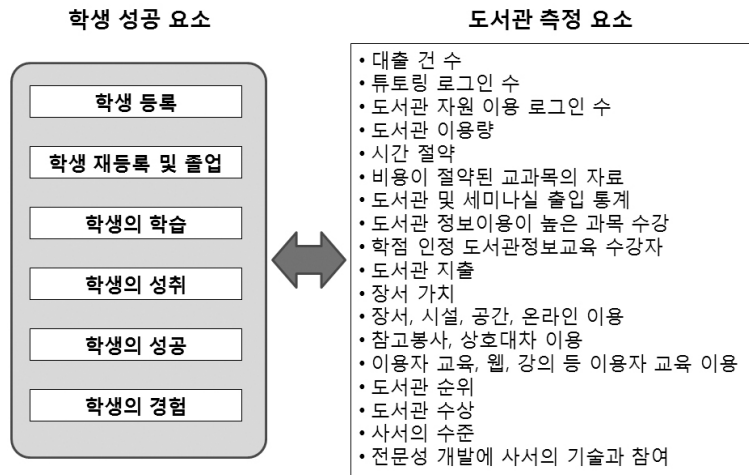 학생 성공 요소
학생 등록
학생 재등록 및 졸업
학생의 학습
학생의 성취
학생의 성공
학생의 경험
도서관 측정 요소
• 대출 건 수
• 튜토링 로그인 수
• 도서관 자원 이용 로그인 수
• 도서관 이용량
• 시간 절약
• 비용이 절약된 교과목의 자료
• 도서관 및 세미나실 출입 통계
• 도서관 정보이용이 높은 과목 수강
• 학점 인정 도서관정보교육 수강자
• 도서관 지출
• 장서 가치
• 장서, 시설, 공간, 온라인 이용
• 참고봉사, 상호대차 이용
• 이용자 교육, 웹, 강의 등 이용자 교육 이용
• 도서관 순위
• 도서관 수상
• 사서의 수준
• 전문성 개발에 사서의 기술과 참여